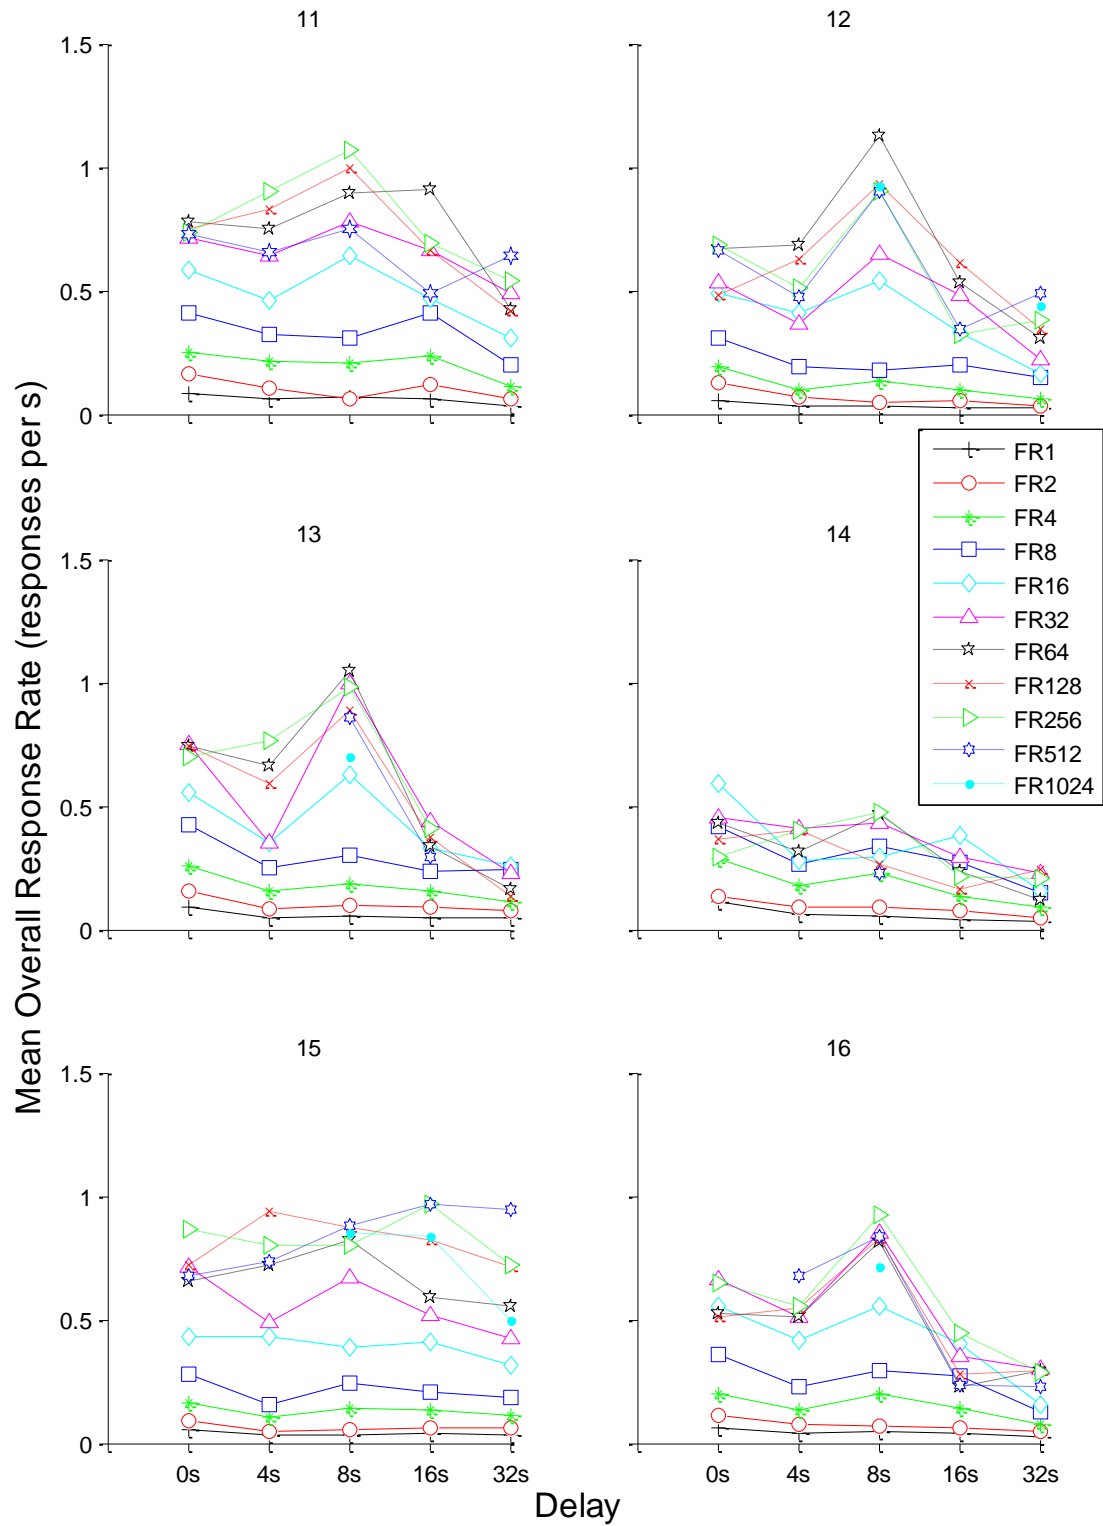 11
12
1.5
1
0.5
0
FR1
FR2
FR4
FR8
FR16
FR32
FR64
FR128
FR256
FR512
FR1024
13
14
1.5
1
0.5
0
15
16
1.5
1
0.5
0
0s 4s 8s 16s 32s
0s 4s 8s 16s 32s
Delay
Mean Overall Response Rate (responses per s)